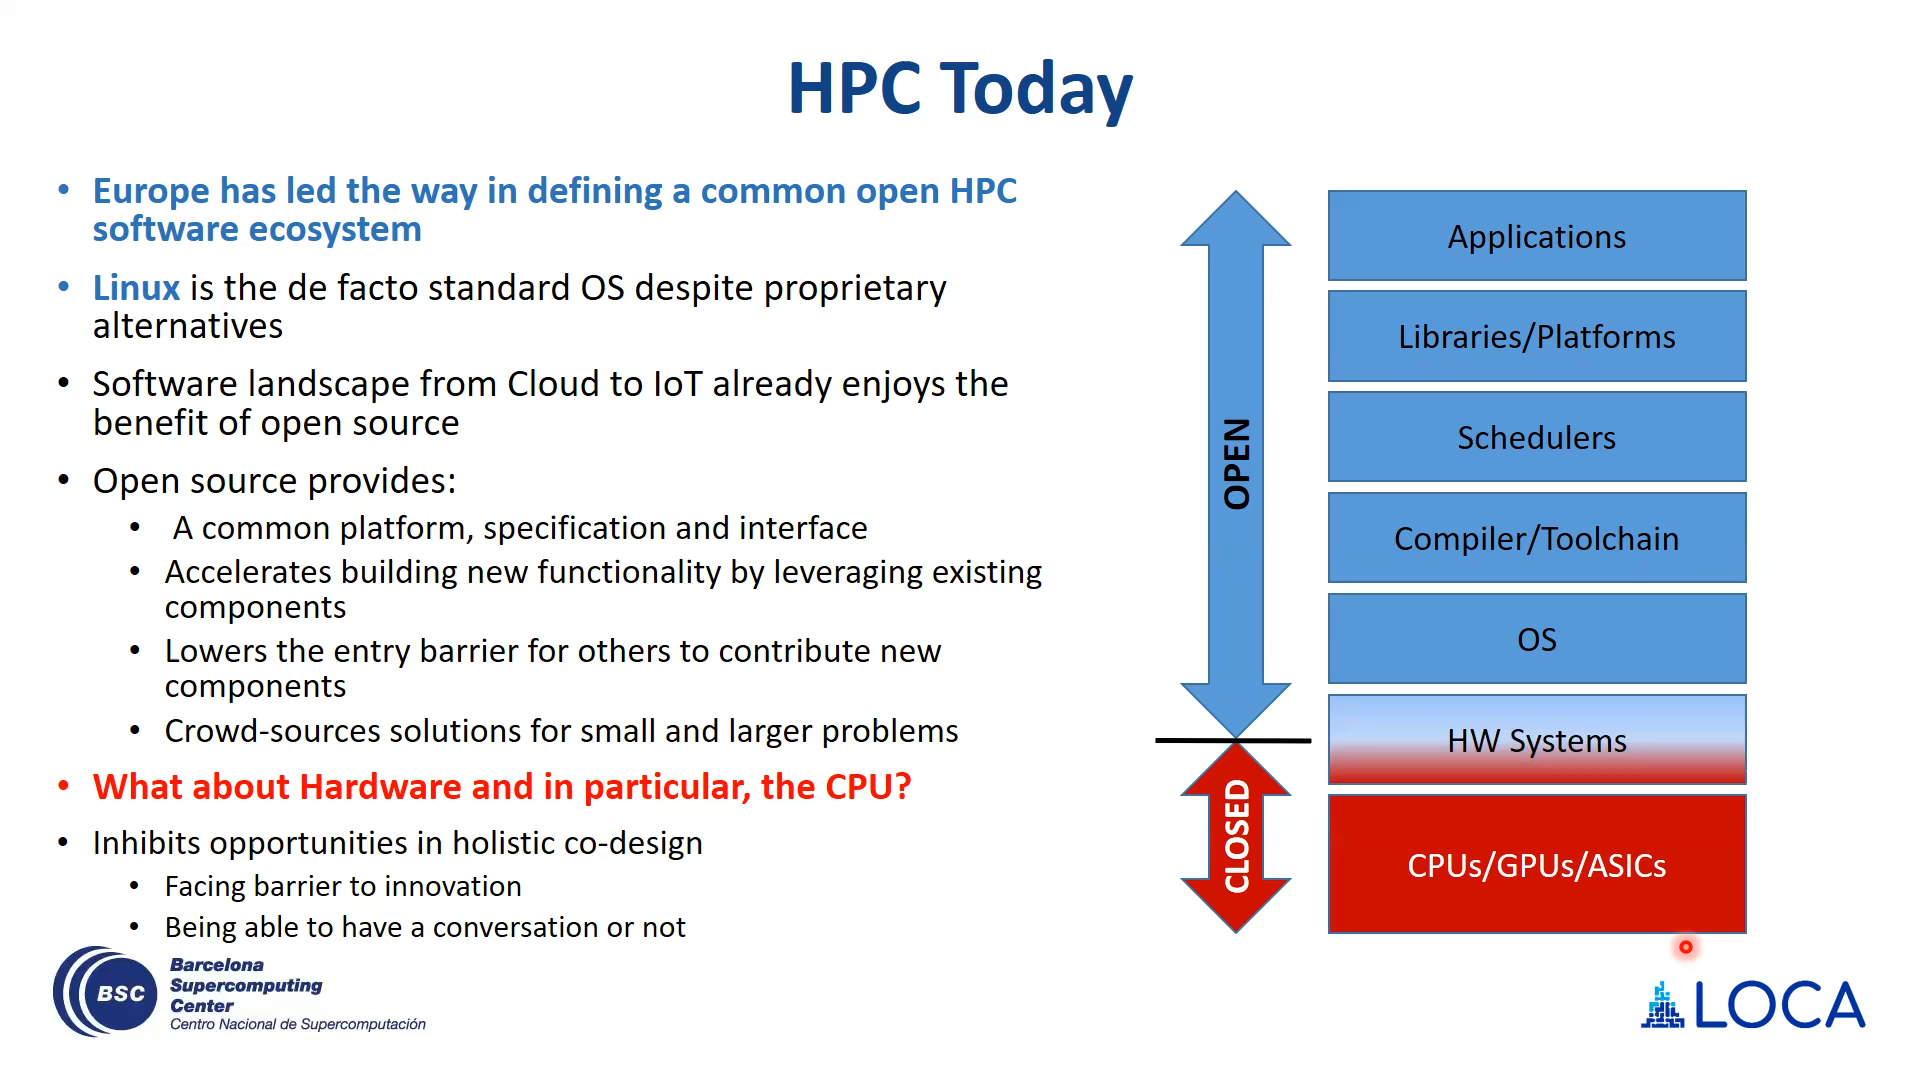 HPC Today
• Europe has led the way in defining a common open HPC
software ecosystem
• Linux is the de facto standard OS despite proprietary
alternatives
• Software landscape from Cloud to IoT already enjoys the
benefit of open source
• Open source provides:
• A common platform, specification and interface
• Accelerates building new functionality by leveraging existing
components
• Lowers the entry barrier for others to contribute new
components
• Crowd-sources solutions for small and larger problems
• What about Hardware and in particular, the CPU?
• Inhibits opportunities in holistic co-design
• Facing barrier to innovation
• Being able to have a conversation or not
OPEN
CLOSED
Applications
Libraries/Platforms
Schedulers
Compiler/Toolchain
OS
HW Systems
CPUs/GPUs/ASICs
BSC
Barcelona
Supercomputing
Center
Centro Nacional de Supercomputación
LOCA